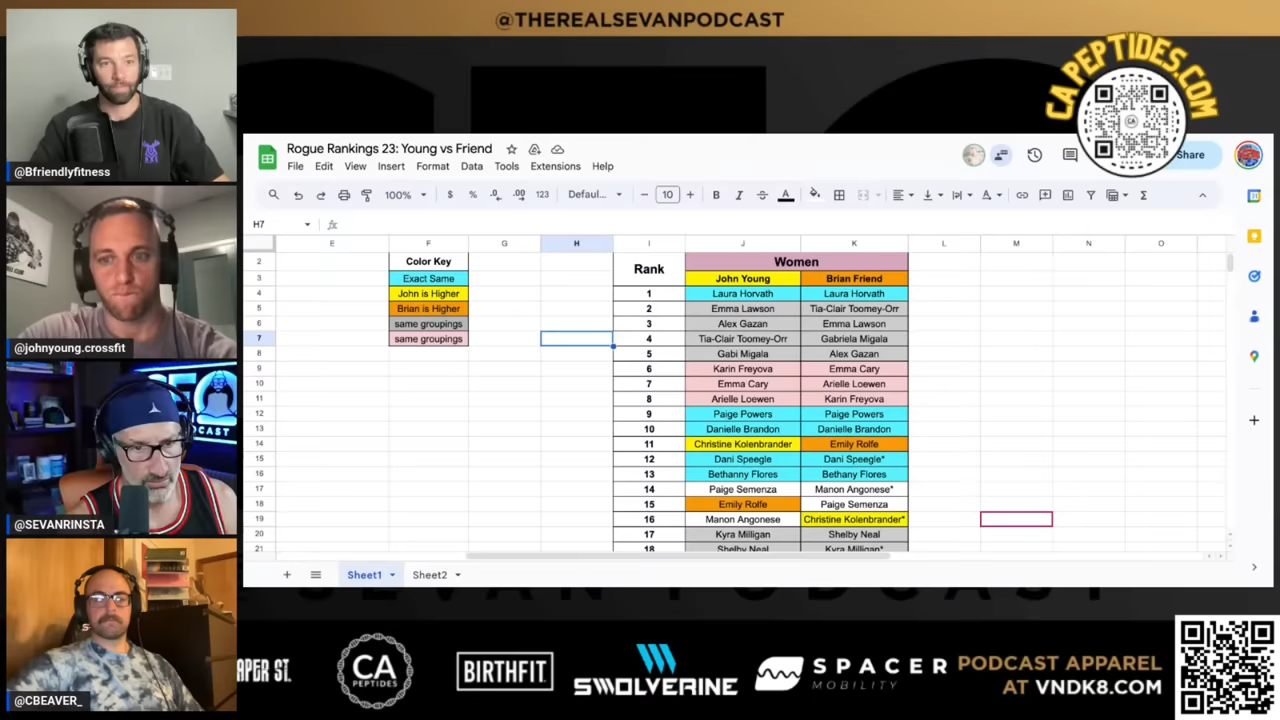 @THEREALSEVANPODCAST
CAPEPTIDES.COM
CA
@Bfriendlyfitness
@johnyoung.crossfit
@SEVANRINSTA
@CBEAVER_
Rogue Rankings 23: Young vs Friend
Share
File Edit View Insert Format Data Tools Extensions Help
100% $ % .0 .00 123 Defaul... 10 B I S A Σ
H7 fx
E F G H I J K L M N O
2 Color Key Rank Women
3 Exact Same John Young Brian Friend
4 John is Higher 1 Laura Horvath Laura Horvath
5 Brian is Higher 2 Emma Lawson Tia-Clair Toomey-Orr
6 same groupings 3 Alex Gazan Emma Lawson
7 same groupings 4 Tia-Clair Toomey-Orr Gabriela Migala
8 5 Gabi Migala Alex Gazan
9 6 Karin Freyova Emma Cary
10 7 Emma Cary Arielle Loewen
11 8 Arielle Loewen Karin Freyova
12 9 Paige Powers Paige Powers
13 10 Danielle Brandon Danielle Brandon
14 11 Christine Kolenbrander Emily Rolfe
15 12 Dani Speegle Dani Speegle*
16 13 Bethanny Flores Bethany Flores
17 14 Paige Semenza Manon Angonese*
18 15 Emily Rolfe Paige Semenza
19 16 Manon Angonese Christine Kolenbrander*
20 17 Kyra Milligan Shelby Neal
21 18 Shelby Neal Kyra Milligan*
Sheet1 Sheet2
APER ST.
CA
PEPTIDES
BIRTHFIT
SWOLVERINE
SPACER
MOBILITY
PODCAST APPAREL
AT VNDK8.COM